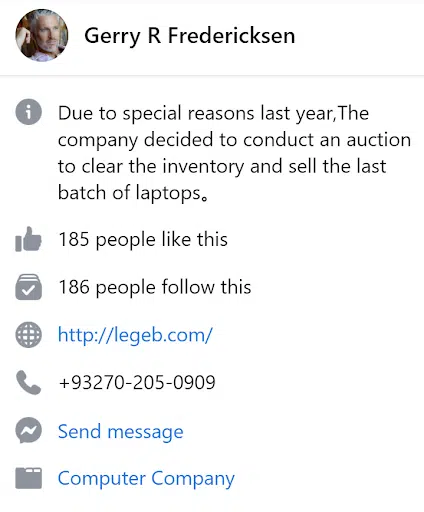 Gerry R Fredericksen
Due to special reasons last year,The
company decided to conduct an auction
to clear the inventory and sell the last
batch of laptops。
185 people like this
186 people follow this
http://legeb.com/
+93270-205-0909
Send message
Computer Company